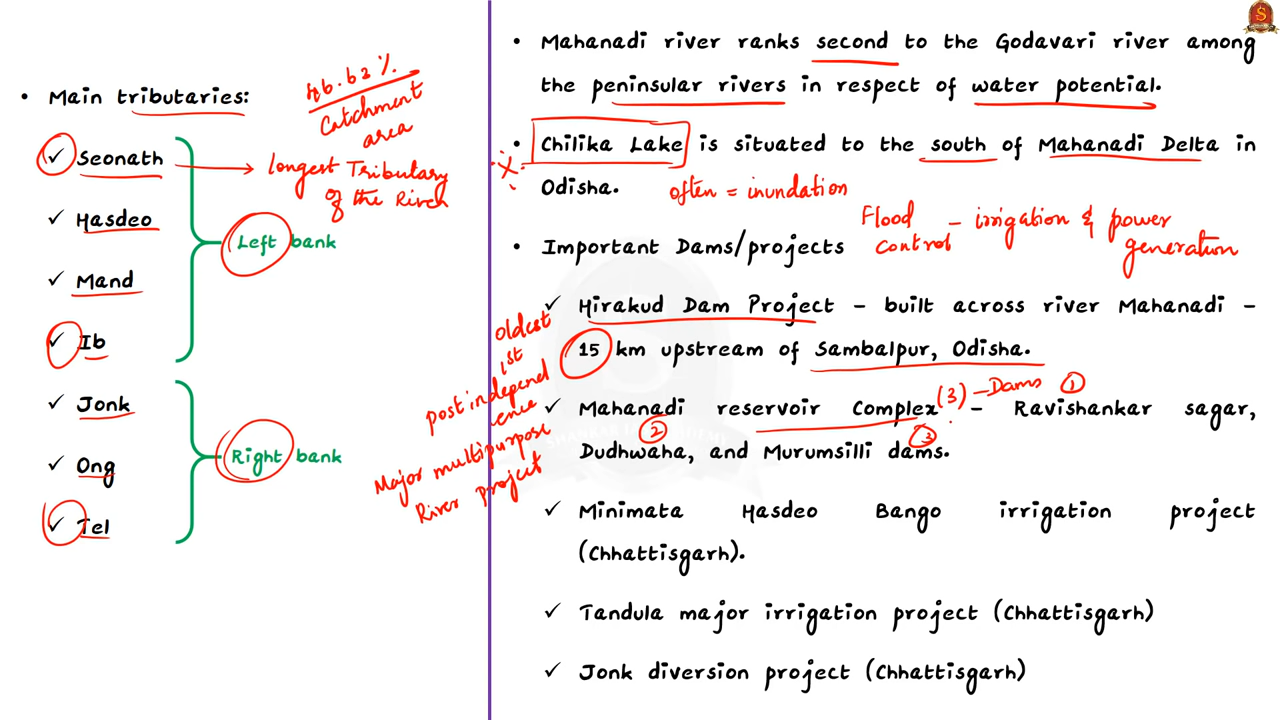 • Main tributaries:
46.62 %
Catchment
area
✓ Seonath
longest Tributary
of the River
✓ Hasdeo
Left bank
✓ Mand
✓ Ib
✓ Jonk
Right bank
✓ Ong
✓ Tel
• Mahanadi river ranks second to the Godavari river among
the peninsular rivers in respect of water potential.
• Chilika Lake is situated to the south of Mahanadi Delta in
Odisha.
often = inundation
Flood
control – irrigation & power
generation
• Important Dams/projects
✓ Hirakud Dam Project – built across river Mahanadi –
15 km upstream of Sambalpur, Odisha.
oldest
1st
post independ
ence
Major multipurpose
River project
✓ Mahanadi reservoir Complex – Ravishankar sagar,
(3) – Dams 1
2
3
Dudhwaha, and Murumsilli dams.
✓ Minimata Hasdeo Bango irrigation project
(Chhattisgarh).
✓ Tandula major irrigation project (Chhattisgarh)
✓ Jonk diversion project (Chhattisgarh)